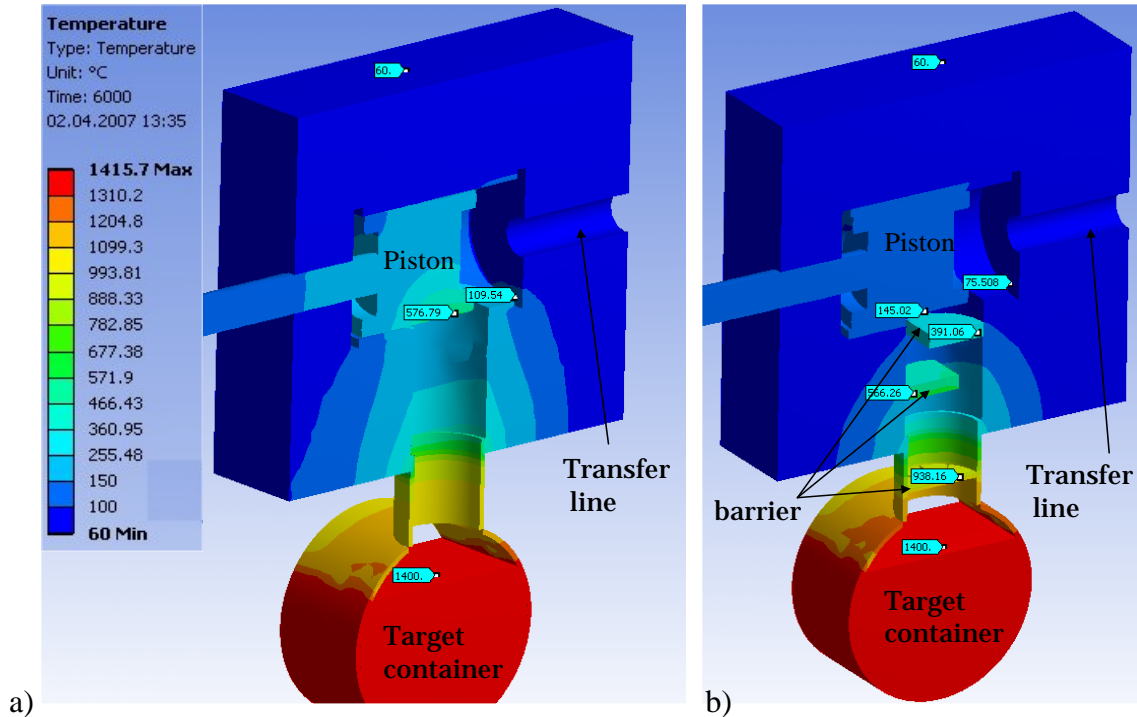 Temperature
Type: Temperature
Unit: °C
Time: 6000
02.04.2007 13:35
1415.7 Max
1310.2
1204.8
1099.3
993.81
888.33
782.85
677.38
571.9
466.43
360.95
255.48
150
100
60 Min
60.
Piston
109.54
576.79
Transfer
line
1400.
Target
container
a)
60.
Piston
75.508
145.02
391.06
566.26
938.16
barrier
Transfer
line
1400.
Target
container
b)